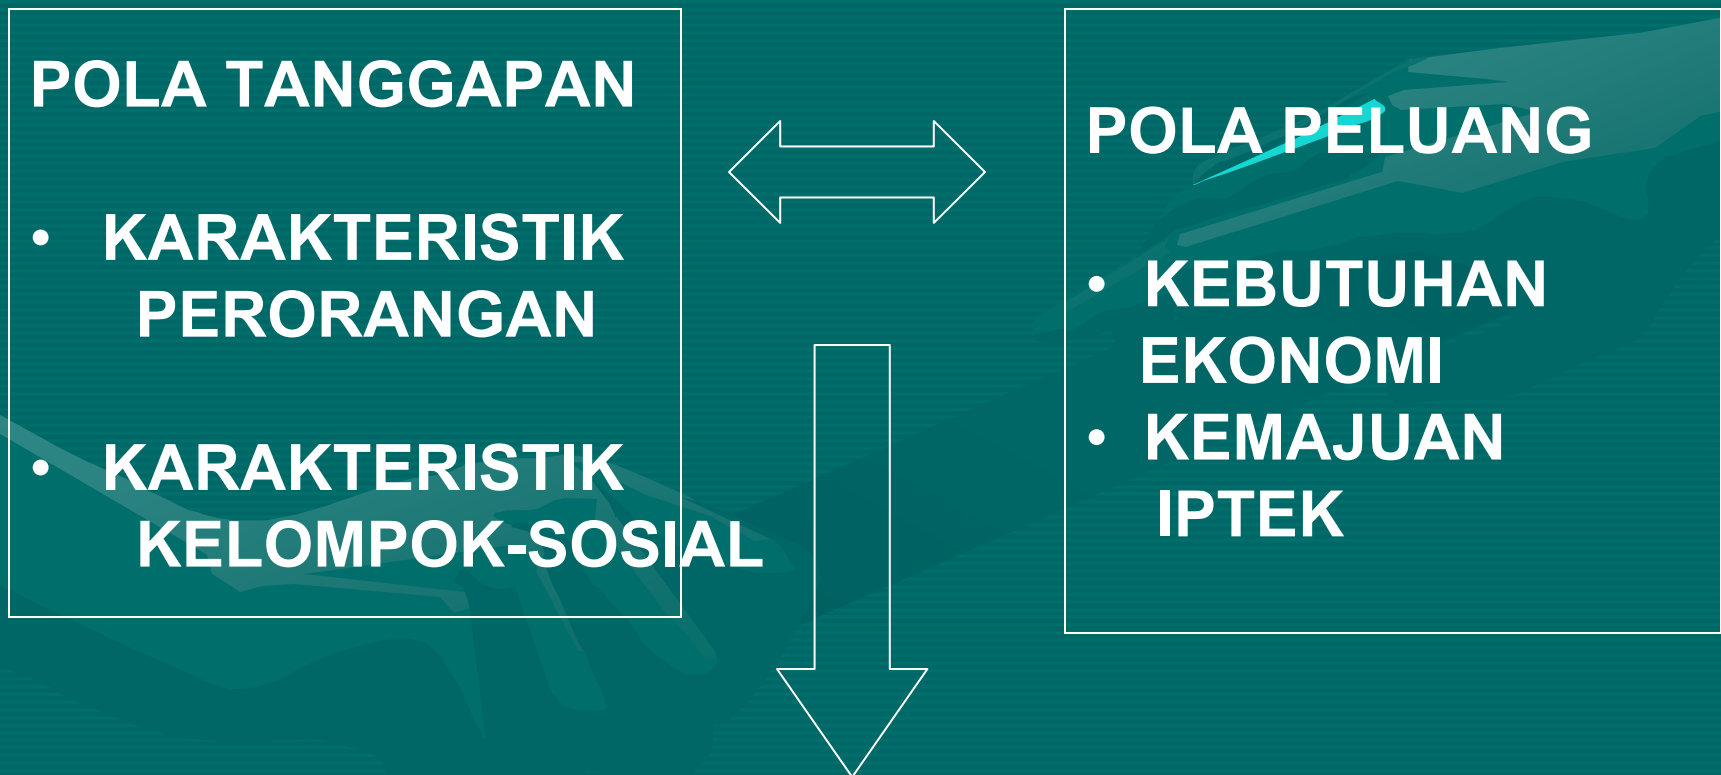 POLA TANGGAPAN
• KARAKTERISTIK
PERORANGAN
• KARAKTERISTIK
KELOMPOK-SOSIAL
POLA PELUANG
• KEBUTUHAN
EKONOMI
• KEMAJUAN
IPTEK